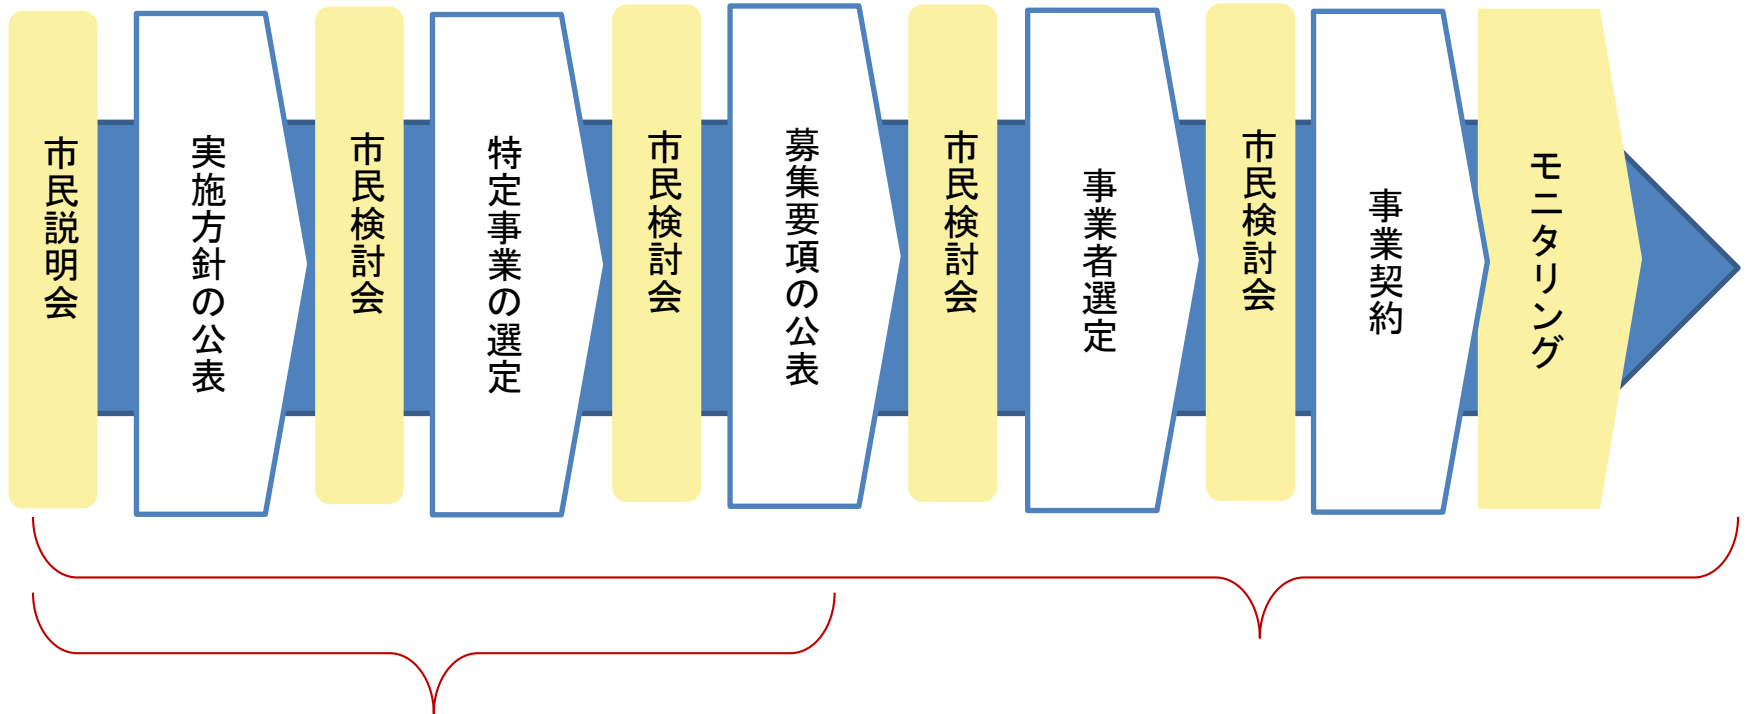 市民説明会
実施方針の公表
市民検討会
特定事業の選定
市民検討会
募集要項の公表
市民検討会
事業者選定
市民検討会
事業契約
モニタリング